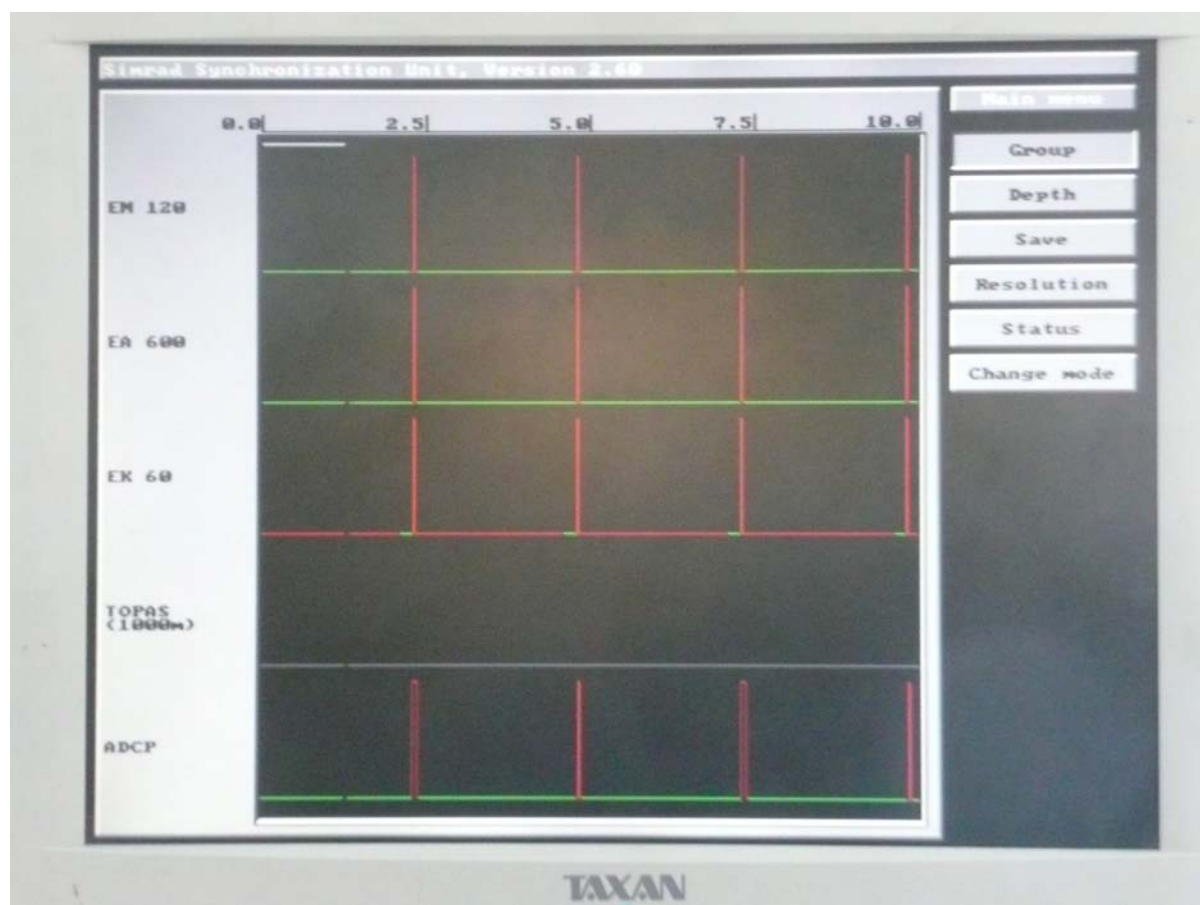 Simrad Synchronization Unit, Version 2.60
Main menu
0.0 2.5 5.0 7.5 10.0
Group
Depth
EM 120
Save
Resolution
Status
EA 600
Change mode
EK 60
TOPAS
(1000m)
ADCP
TAXAN